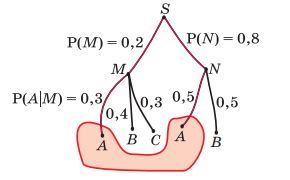 S
P(M) = 0,2
P(N) = 0,8
M
N
P(A|M) = 0,3
0,4
0,3
0,5
0,5
A
B
C
A
B